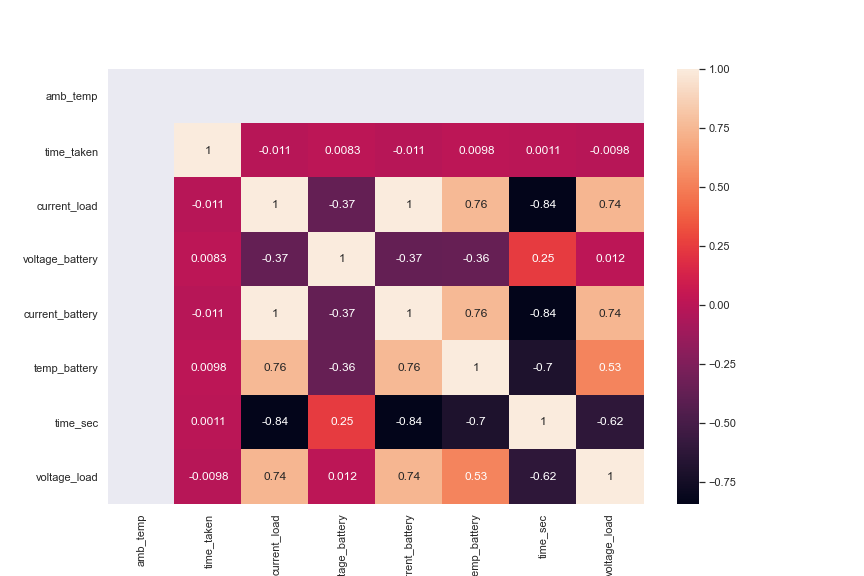 amb_temp
time_taken 1 -0.011 0.0083 -0.011 0.0098 0.0011 -0.0098
current_load -0.011 1 -0.37 1 0.76 -0.84 0.74
voltage_battery 0.0083 -0.37 1 -0.37 -0.36 0.25 0.012
current_battery -0.011 1 -0.37 1 0.76 -0.84 0.74
temp_battery 0.0098 0.76 -0.36 0.76 1 -0.7 0.53
time_sec 0.0011 -0.84 0.25 -0.84 -0.7 1 -0.62
voltage_load -0.0098 0.74 0.012 0.74 0.53 -0.62 1
amb_temp
time_taken
current_load
tage_battery
rrent_battery
emp_battery
time_sec
voltage_load
1.00
0.75
0.50
0.25
0.00
−0.25
−0.50
−0.75